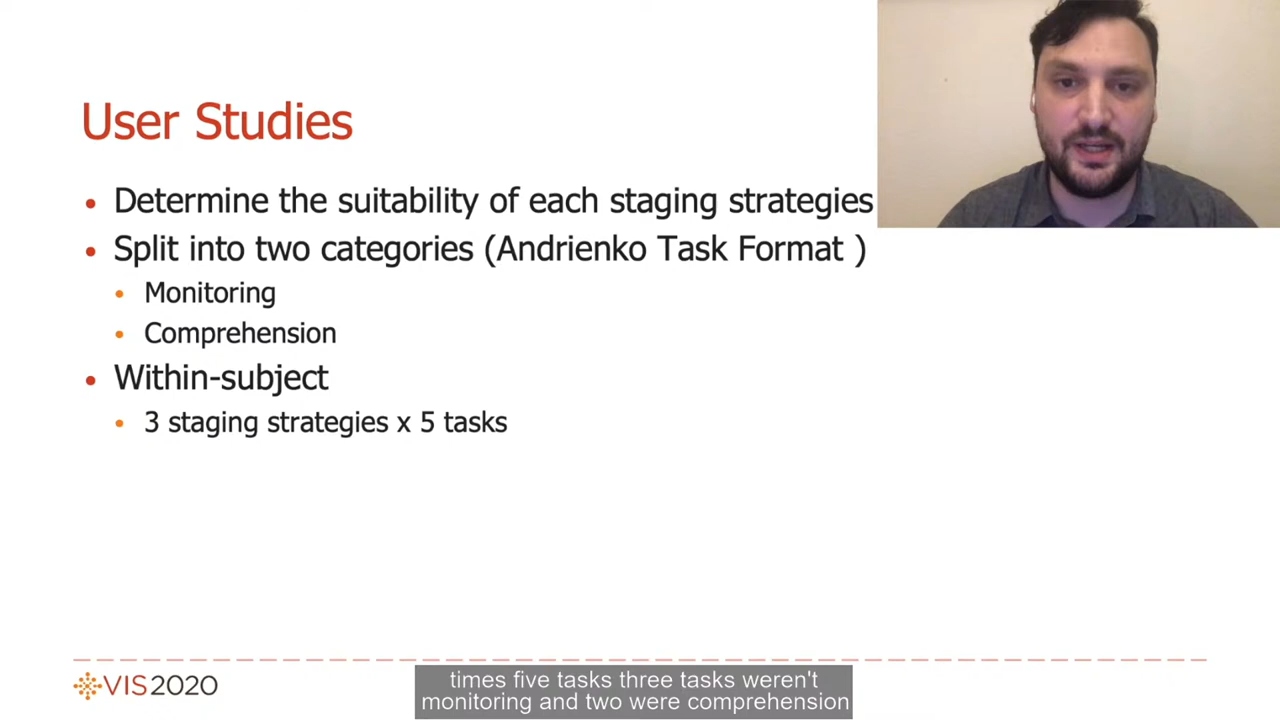 User Studies
• Determine the suitability of each staging strategies
• Split into two categories (Andrienko Task Format )
• Monitoring
• Comprehension
• Within-subject
• 3 staging strategies x 5 tasks
VIS2020
times five tasks three tasks weren't
monitoring and two were comprehension